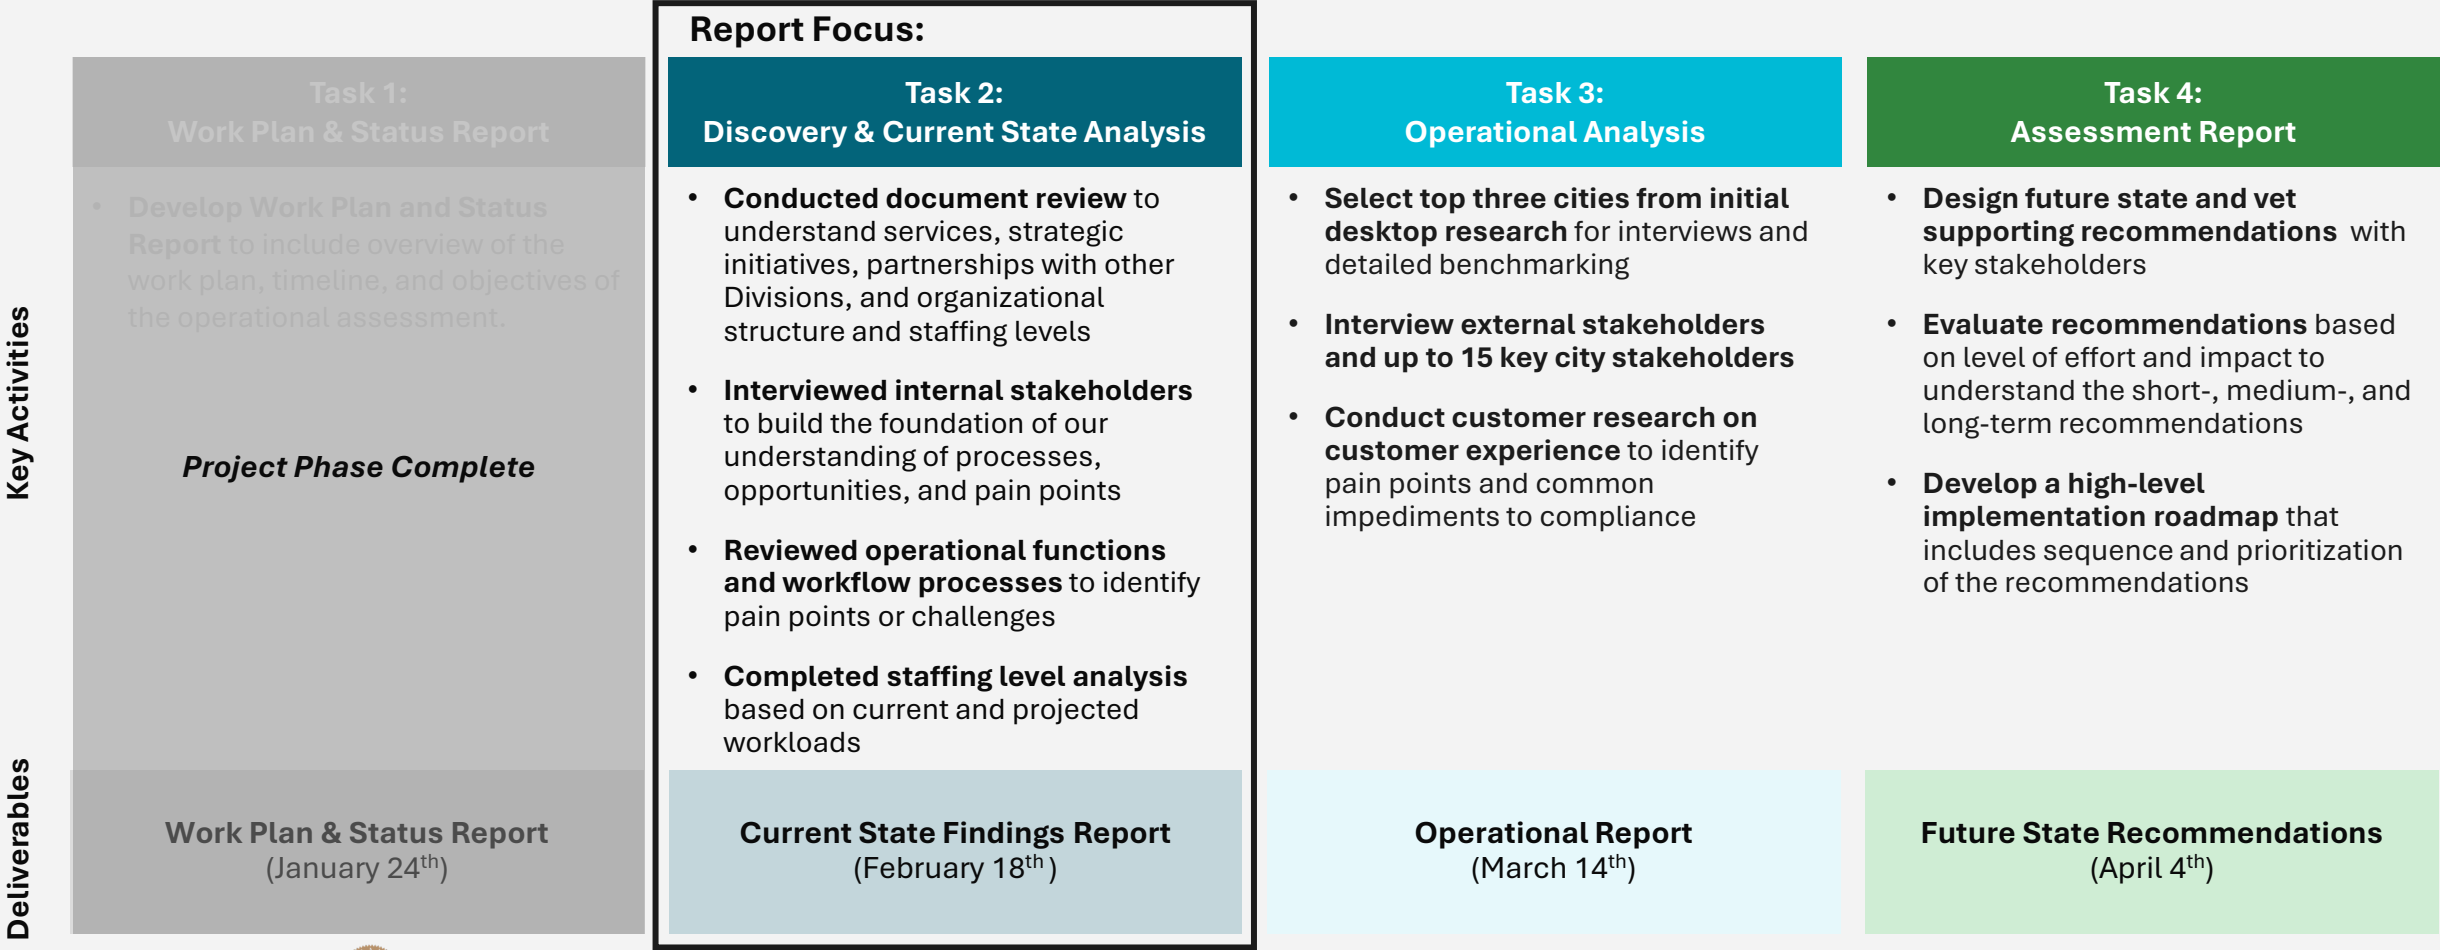 Report Focus:
Task 1:
Work Plan & Status Report
• Develop Work Plan and Status
Report to include overview of the
work plan, timeline, and objectives of
the operational assessment.
Project Phase Complete
Work Plan & Status Report
(January 24th)
Task 2:
Discovery & Current State Analysis
• Conducted document review to
understand services, strategic
initiatives, partnerships with other
Divisions, and organizational
structure and staffing levels
• Interviewed internal stakeholders
to build the foundation of our
understanding of processes,
opportunities, and pain points
• Reviewed operational functions
and workflow processes to identify
pain points or challenges
• Completed staffing level analysis
based on current and projected
workloads
Current State Findings Report
(February 18th )
Task 3:
Operational Analysis
• Select top three cities from initial
desktop research for interviews and
detailed benchmarking
• Interview external stakeholders
and up to 15 key city stakeholders
• Conduct customer research on
customer experience to identify
pain points and common
impediments to compliance
Operational Report
(March 14th)
Task 4:
Assessment Report
• Design future state and vet
supporting recommendations with
key stakeholders
• Evaluate recommendations based
on level of effort and impact to
understand the short-, medium-, and
long-term recommendations
• Develop a high-level
implementation roadmap that
includes sequence and prioritization
of the recommendations
Future State Recommendations
(April 4th)
Key Activities
Deliverables